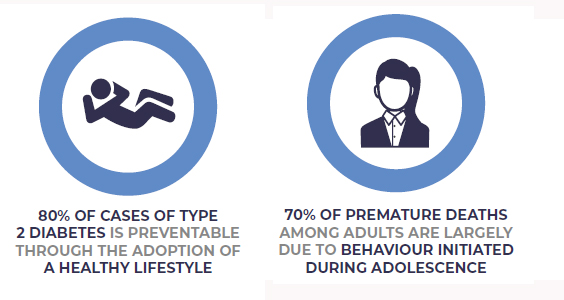 80% OF CASES OF TYPE
2 DIABETES IS PREVENTABLE
THROUGH THE ADOPTION OF
A HEALTHY LIFESTYLE
70% OF PREMATURE DEATHS
AMONG ADULTS ARE LARGELY
DUE TO BEHAVIOUR INITIATED
DURING ADOLESCENCE